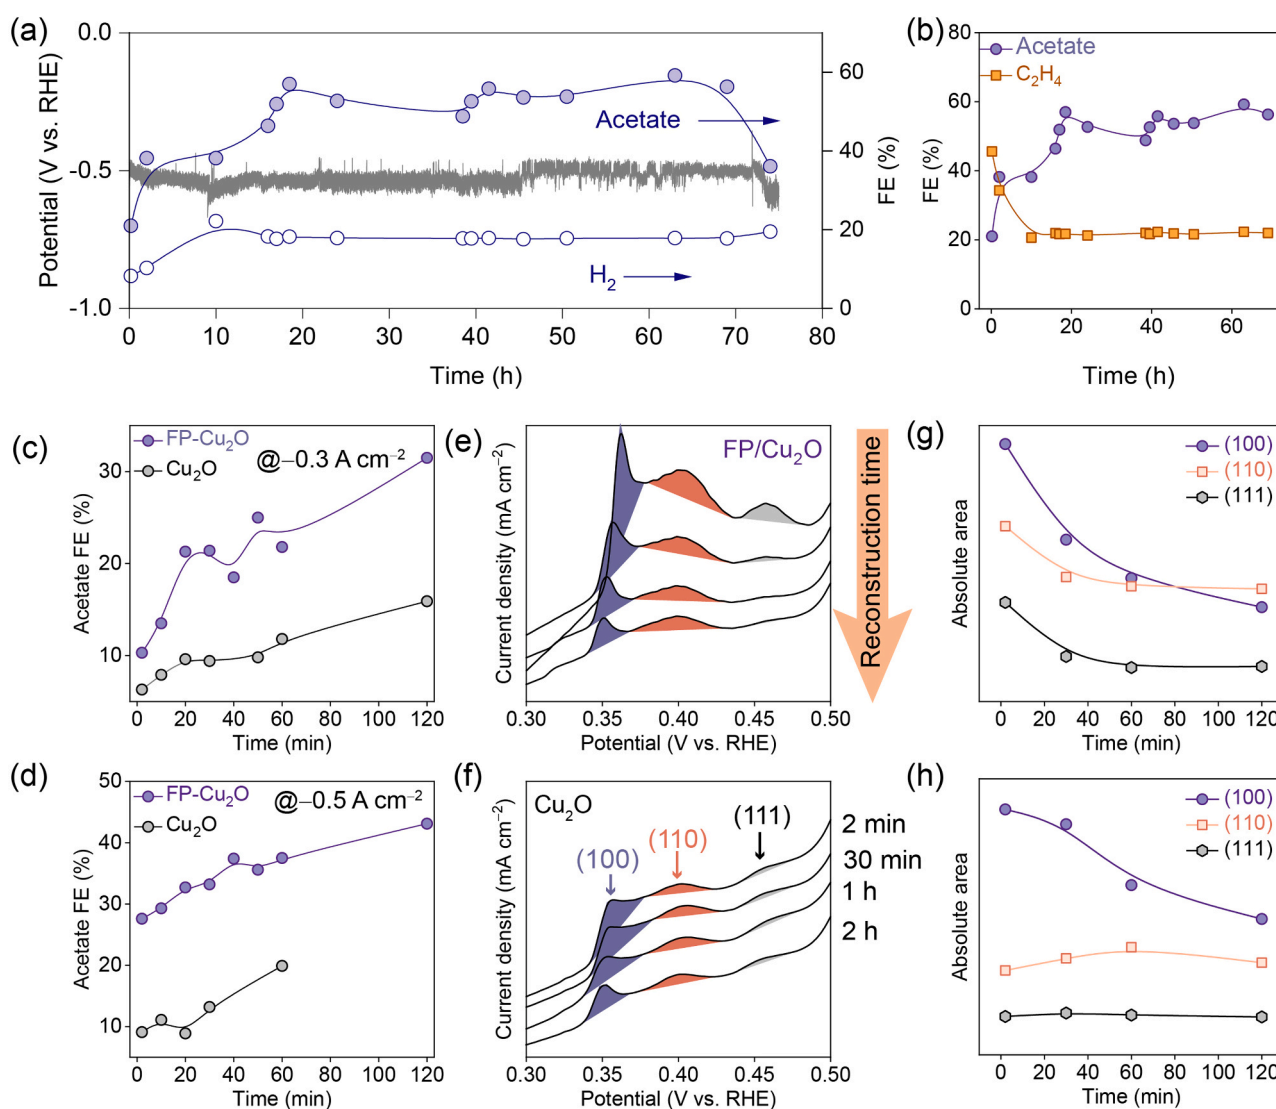 (a)
0.0
-0.5
-1.0
Potential (V vs. RHE)
Acetate
H2
60
40
20
0
FE (%)
0 10 20 30 40 50 60 70 80
Time (h)
(b)
Acetate
C2H4
80
60
40
20
0
FE (%)
0 20 40 60
Time (h)
(c)
FP-Cu2O
Cu2O
@–0.3 A cm−2
30
20
10
Acetate FE (%)
0 20 40 60 80 100 120
Time (min)
(e)
FP/Cu2O
Current density (mA cm−2)
0.30 0.35 0.40 0.45 0.50
Potential (V vs. RHE)
Reconstruction time
(g)
(100)
(110)
(111)
Absolute area
0 20 40 60 80 100 120
Time (min)
(d)
FP-Cu2O
Cu2O
@–0.5 A cm−2
50
40
30
20
10
Acetate FE (%)
0 20 40 60 80 100 120
Time (min)
(f)
Cu2O
(100)
(110)
(111)
2 min
30 min
1 h
2 h
Current density (mA cm−2)
0.30 0.35 0.40 0.45 0.50
Potential (V vs. RHE)
(h)
(100)
(110)
(111)
Absolute area
0 20 40 60 80 100 120
Time (min)